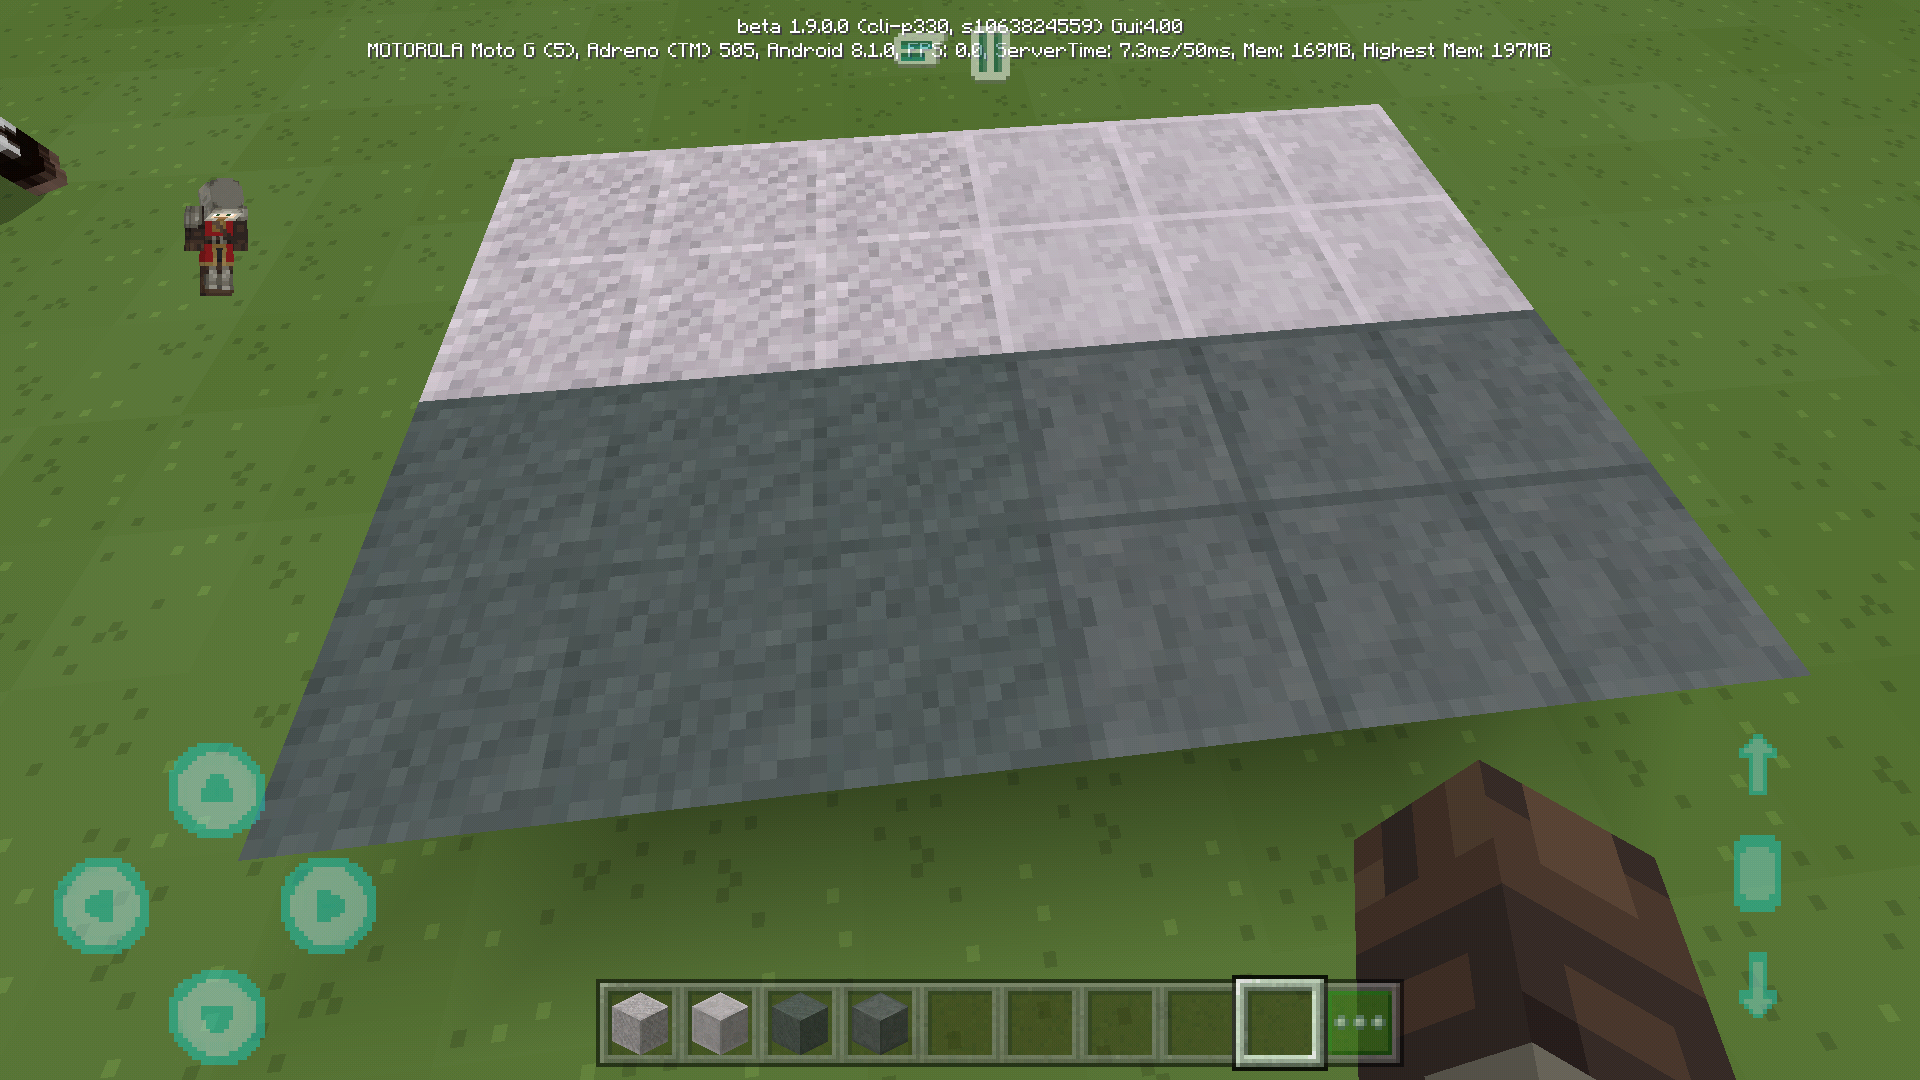 beta 1.9.0.0 (cli-p330, s1063824559) Gui:4.00
MOTOROLA Moto G (5), Adreno (TM) 505, Android 8.1.0, FPS: 0.0, ServerTime: 7.3ms/50ms, Mem: 169MB, Highest Mem: 197MB